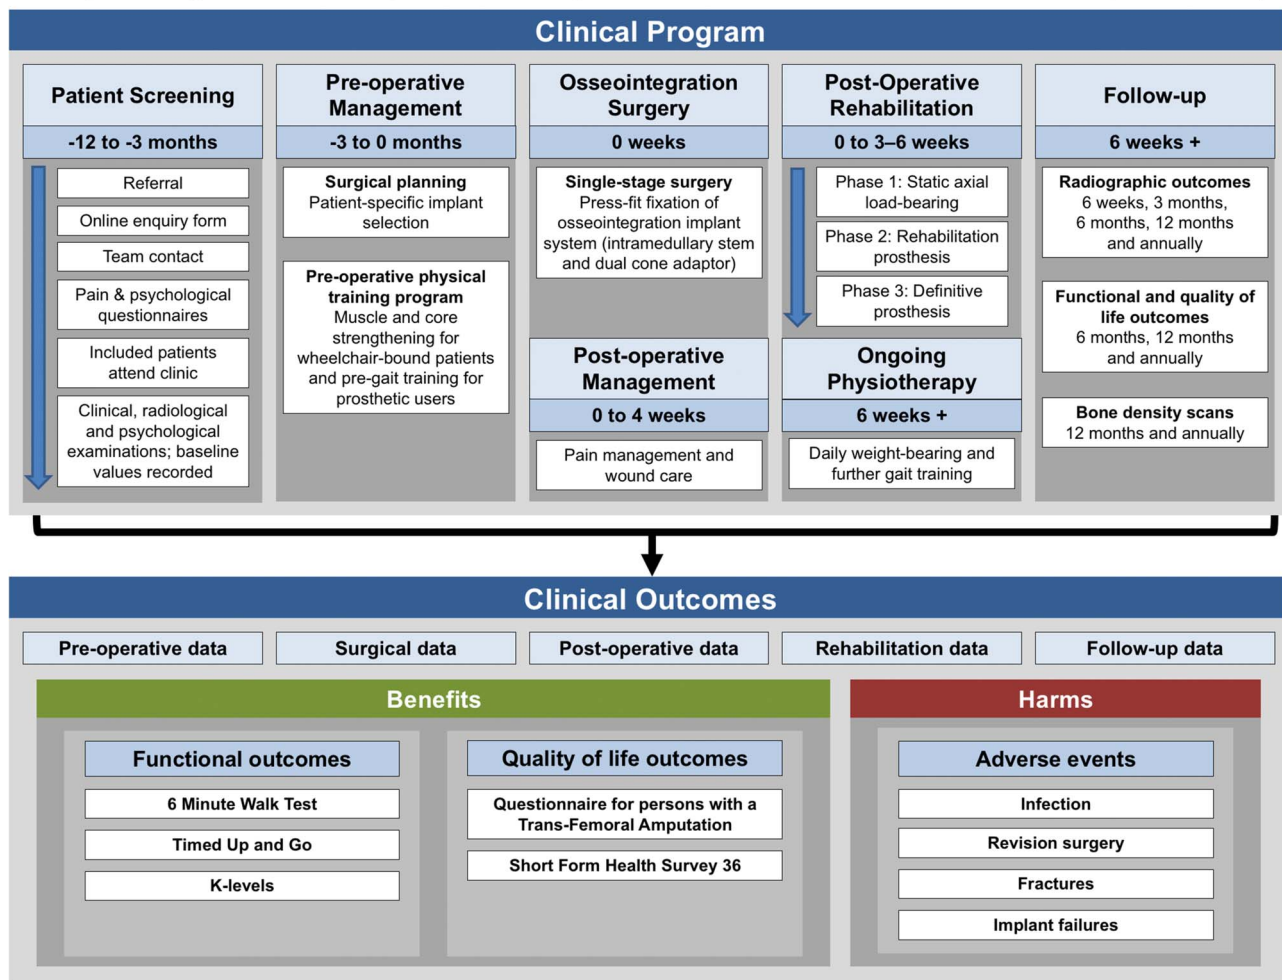 Clinical Program
Patient Screening
-12 to -3 months
Referral
Online enquiry form
Team contact
Pain & psychological
questionnaires
Included patients
attend clinic
Clinical, radiological
and psychological
examinations; baseline
values recorded
Pre-operative
Management
-3 to 0 months
Surgical planning
Patient-specific implant
selection
Pre-operative physical
training program
Muscle and core
strengthening for
wheelchair-bound patients
and pre-gait training for
prosthetic users
Osseointegration
Surgery
0 weeks
Single-stage surgery
Press-fit fixation of
osseointegration implant
system (intramedullary stem
and dual cone adaptor)
Post-operative
Management
0 to 4 weeks
Pain management and
wound care
Post-Operative
Rehabilitation
0 to 3–6 weeks
Phase 1: Static axial
load-bearing
Phase 2: Rehabilitation
prosthesis
Phase 3: Definitive
prosthesis
Ongoing
Physiotherapy
6 weeks +
Daily weight-bearing and
further gait training
Follow-up
6 weeks +
Radiographic outcomes
6 weeks, 3 months,
6 months, 12 months
and annually
Functional and quality of
life outcomes
6 months, 12 months
and annually
Bone density scans
12 months and annually
Clinical Outcomes
Pre-operative data
Surgical data
Post-operative data
Rehabilitation data
Follow-up data
Benefits
Functional outcomes
6 Minute Walk Test
Timed Up and Go
K-levels
Quality of life outcomes
Questionnaire for persons with a
Trans-Femoral Amputation
Short Form Health Survey 36
Harms
Adverse events
Infection
Revision surgery
Fractures
Implant failures